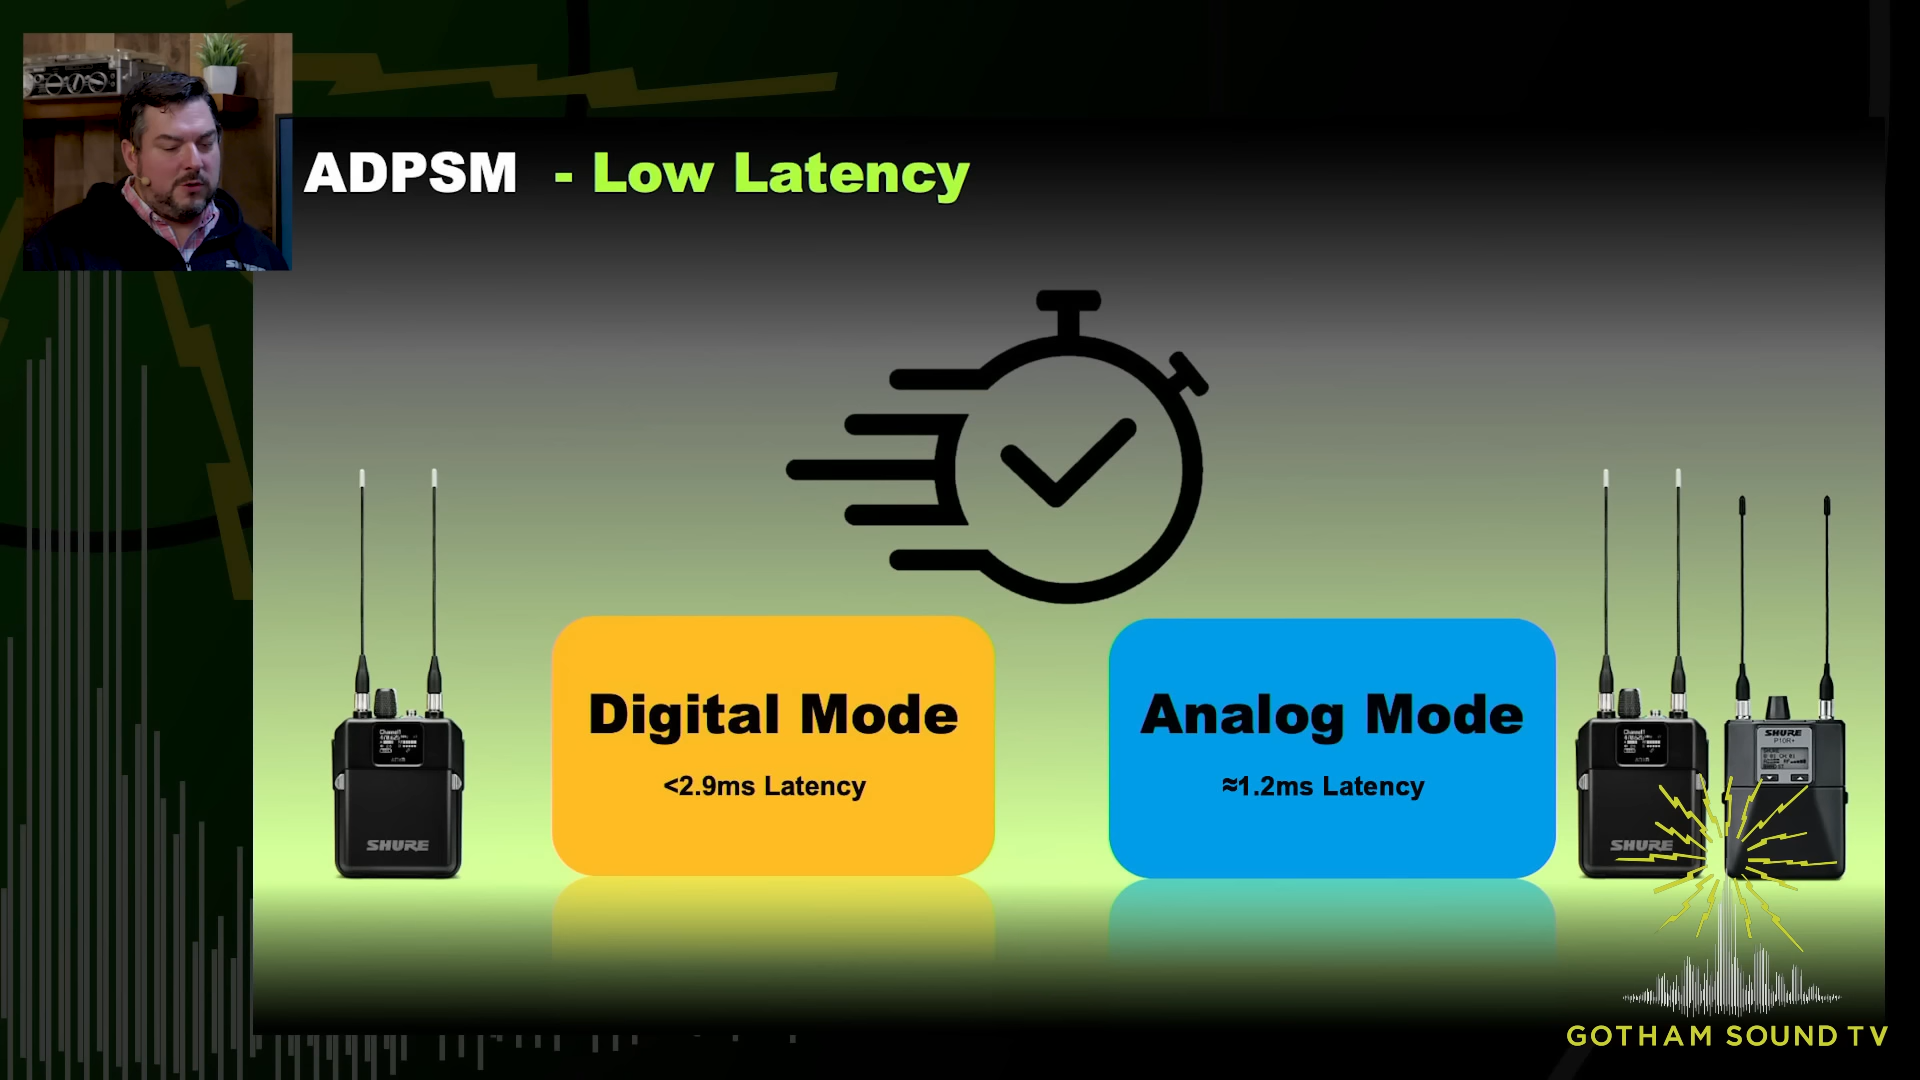 ADPSM - Low Latency
Digital Mode
<2.9ms Latency
Analog Mode
≈1.2ms Latency
SHURE
SHURE
SHURE
P10R+
GOTHAM SOUND TV